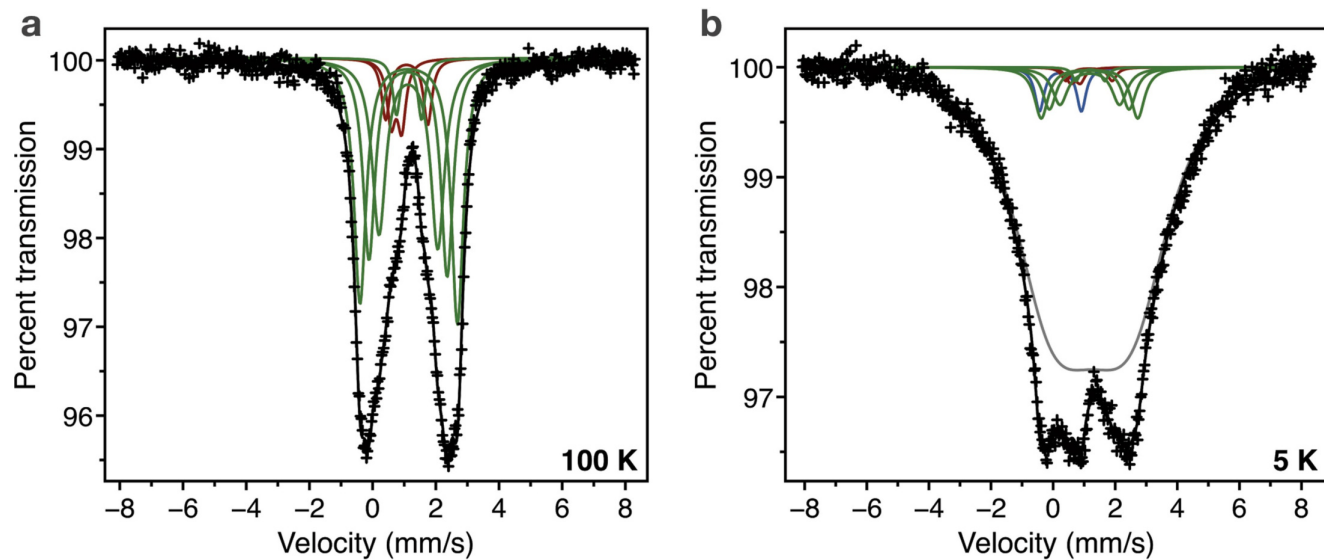 a
100
99
98
97
96
Percent transmission
100 K
−8 −6 −4 −2 0 2 4 6 8
Velocity (mm/s)
b
100
99
98
97
Percent transmission
5 K
−8 −6 −4 −2 0 2 4 6 8
Velocity (mm/s)